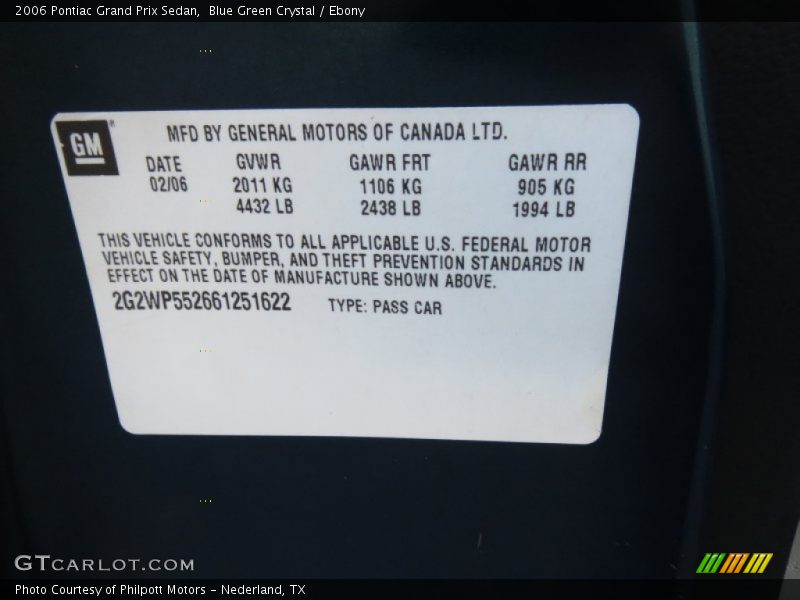 2006 Pontiac Grand Prix Sedan,  Blue Green Crystal / Ebony
GM®
MFD BY GENERAL MOTORS OF CANADA LTD.
DATE GVWR GAWR FRT GAWR RR
02/06 2011 KG 1106 KG 905 KG
4432 LB 2438 LB 1994 LB
THIS VEHICLE CONFORMS TO ALL APPLICABLE U.S. FEDERAL MOTOR
VEHICLE SAFETY, BUMPER, AND THEFT PREVENTION STANDARDS IN
EFFECT ON THE DATE OF MANUFACTURE SHOWN ABOVE.
2G2WP552661251622 TYPE: PASS CAR
GTCARLOT.COM
Photo Courtesy of Philpott Motors - Nederland, TX